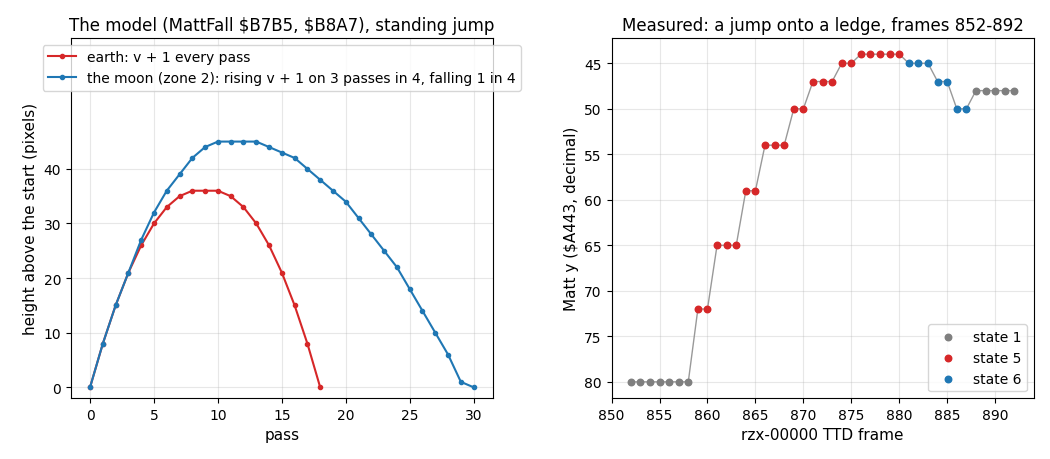 The model (MattFall $B7B5, $B8A7), standing jump
earth: v + 1 every pass
the moon (zone 2): rising v + 1 on 3 passes in 4, falling 1 in 4
height above the start (pixels)
40
30
20
10
0
0 5 10 15 20 25 30
pass
Measured: a jump onto a ledge, frames 852-892
Matt y ($A443, decimal)
45
50
55
60
65
70
75
80
state 1
state 5
state 6
850 855 860 865 870 875 880 885 890
rzx-00000 TTD frame